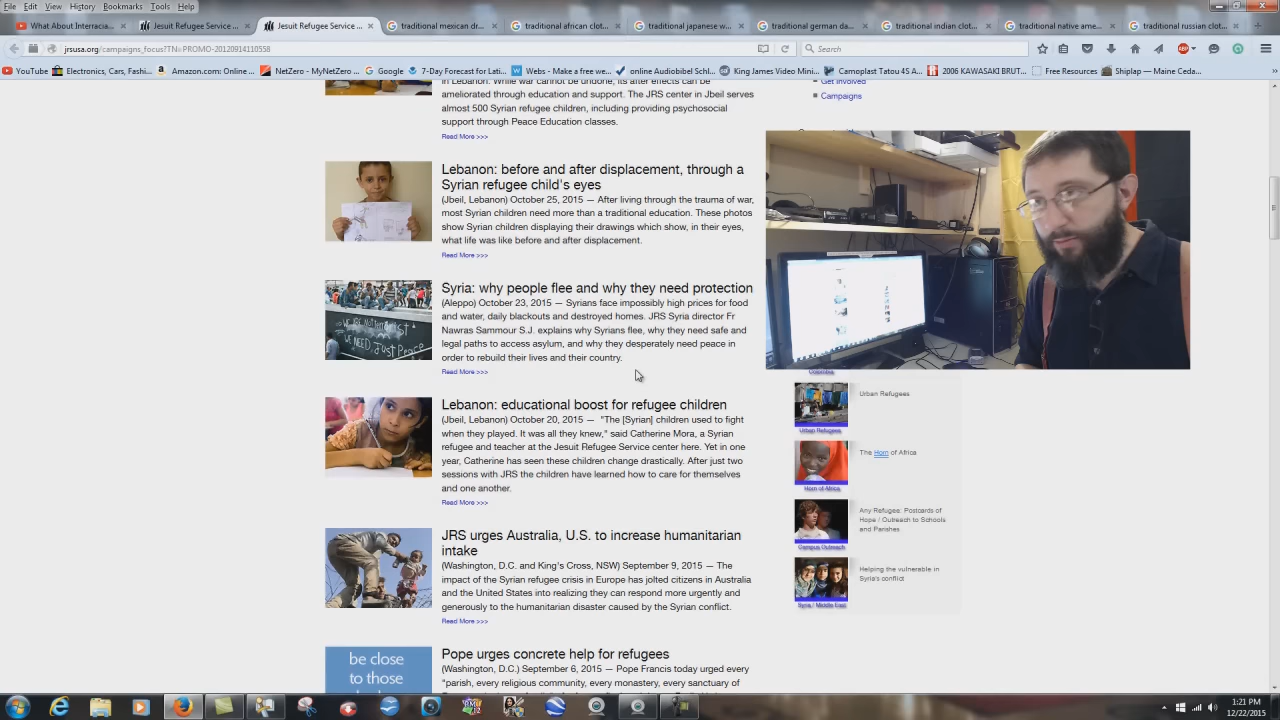 File Edit View History Bookmarks Tools Help
What About Interracia...
Jesuit Refugee Service ...
Jesuit Refugee Service ...
traditional mexican dr...
traditional african clot...
traditional japanese w...
traditional german da...
traditional indian clot...
traditional native ame...
traditional russian clot...
jrsusa.org/campaigns_focus?TN=PROMO-20120914110558
Search
YouTube
Electronics, Cars, Fashi...
Amazon.com: Online ...
NetZero - MyNetZero ...
Google
7-Day Forecast for Lati...
Webs - Make a free we...
online Audiobibel Schl...
King James Video Mini...
Camoplast Tatou 4S A...
2006 KAWASAKI BRUT...
Free Resources
Shiplap — Maine Ceda...
in Lebanon. While war cannot be undone, its after effects can be
ameliorated through education and support. The JRS center in Jbeil serves
almost 500 Syrian refugee children, including providing psychosocial
support through Peace Education classes.
Read More >>>
Lebanon: before and after displacement, through a
Syrian refugee child's eyes
(Jbeil, Lebanon) October 25, 2015 — After living through the trauma of war,
most Syrian children need more than a traditional education. These photos
show Syrian children displaying their drawings which show, in their eyes,
what life was like before and after displacement.
Read More >>>
Syria: why people flee and why they need protection
(Aleppo) October 23, 2015 — Syrians face impossibly high prices for food
and water, daily blackouts and destroyed homes. JRS Syria director Fr
Nawras Sammour S.J. explains why Syrians flee, why they need safe and
legal paths to access asylum, and why they desperately need peace in
order to rebuild their lives and their country.
Read More >>>
Lebanon: educational boost for refugee children
(Jbeil, Lebanon) October 20, 2015 — "The [Syrian] children used to fight
when they played. It was all they knew," said Catherine Mora, a Syrian
refugee and teacher at the Jesuit Refugee Service center here. Yet in one
year, Catherine has seen these children change drastically. After just two
sessions with JRS the children have learned how to care for themselves
and one another.
Read More >>>
JRS urges Australia, U.S. to increase humanitarian
intake
(Washington, D.C. and King's Cross, NSW) September 9, 2015 — The
impact of the Syrian refugee crisis in Europe has jolted citizens in Australia
and the United States into realizing they can respond more urgently and
generously to the humanitarian disaster caused by the Syrian conflict.
Read More >>>
be close
to those
Pope urges concrete help for refugees
(Washington, D.C.) September 6, 2015 — Pope Francis today urged every
"parish, every religious community, every monastery, every sanctuary of
Get Involved
Campaigns
Colombia
Urban Refugees
Urban Refugees
The Horn of Africa
Horn of Africa
Any Refugee: Postcards of
Hope / Outreach to Schools
and Parishes
Campus Outreach
Helping the vulnerable in
Syria's conflict
Syria / Middle East
1:21 PM
12/22/2015